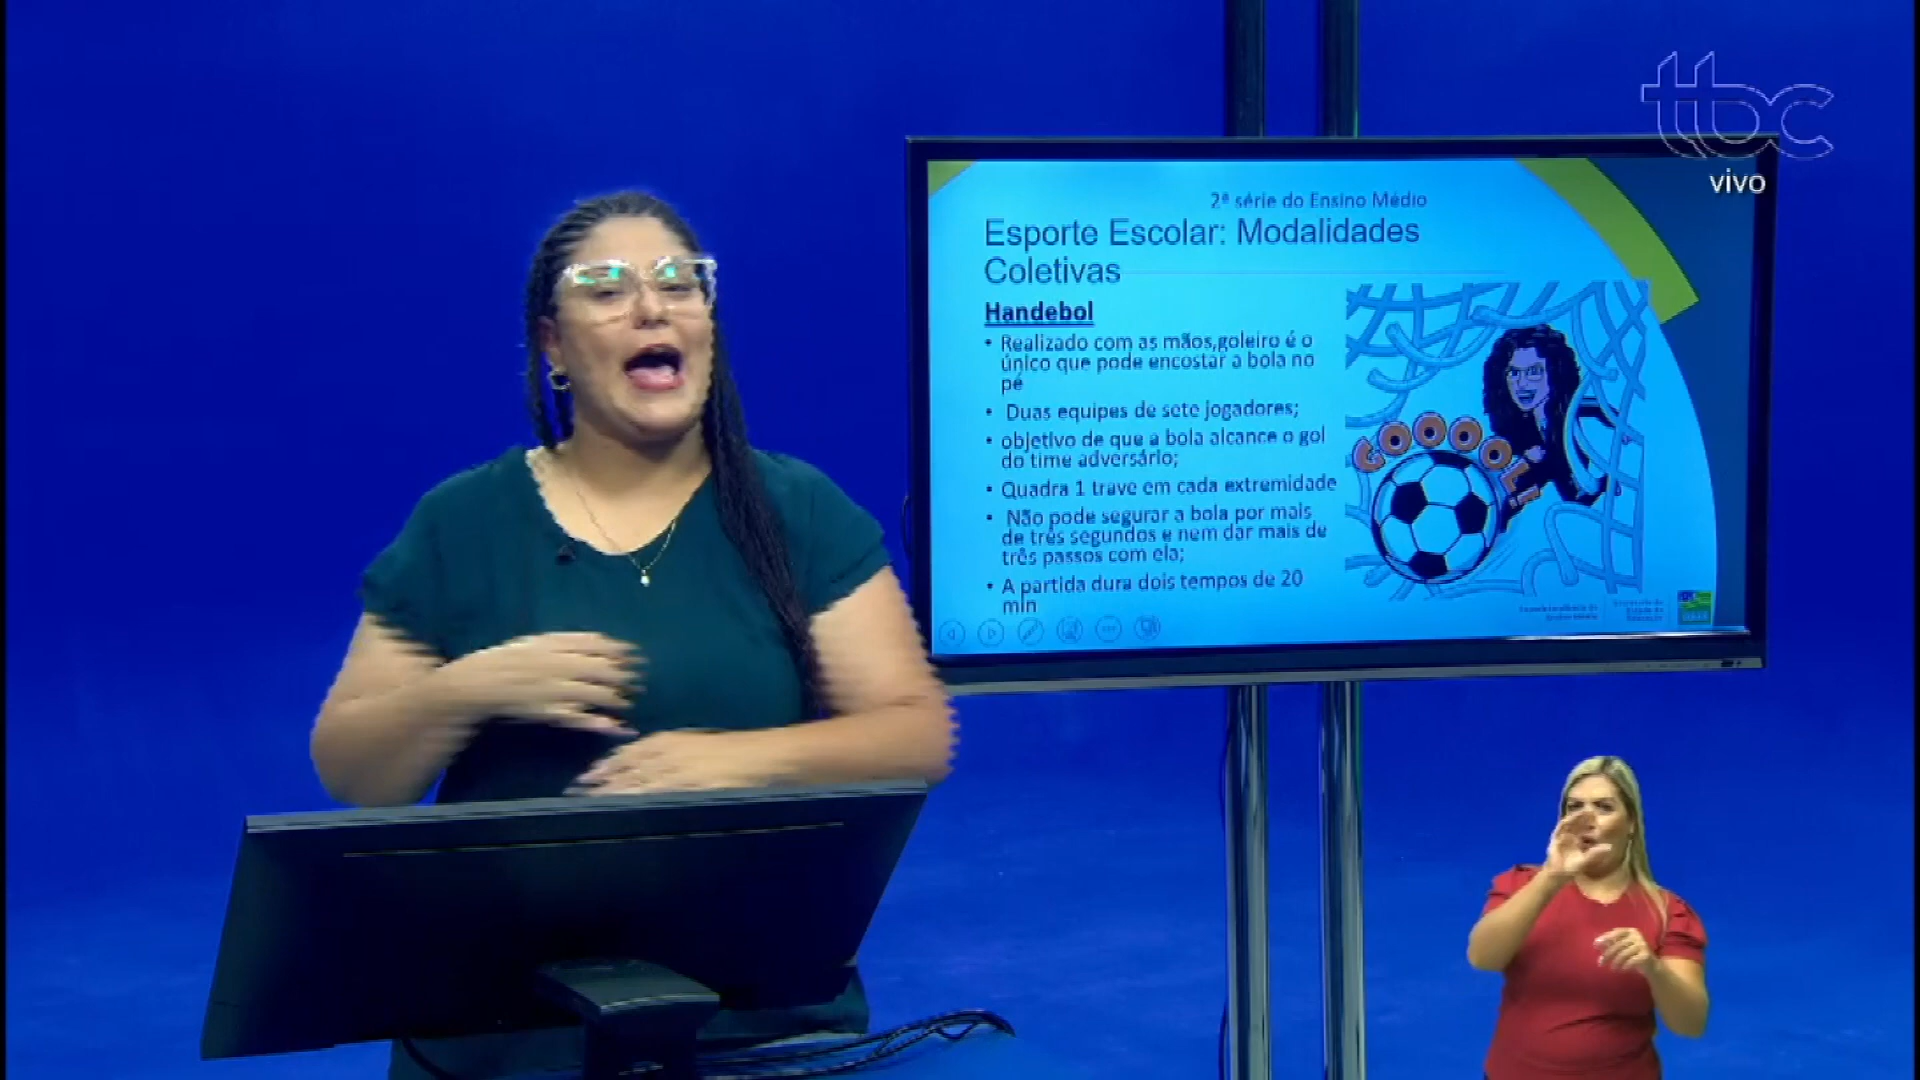 tbc
vivo
2ª série do Ensino Médio
Esporte Escolar: Modalidades
Coletivas
Handebol
• Realizado com as mãos,goleiro é o
único que pode encostar a bola no
pé
• Duas equipes de sete jogadores;
• objetivo de que a bola alcance o gol
do time adversário;
• Quadra 1 trave em cada extremidade
• Não pode segurar a bola por mais
de três segundos e nem dar mais de
três passos com ela;
• A partida dura dois tempos de 20
min
GOOOOOL!